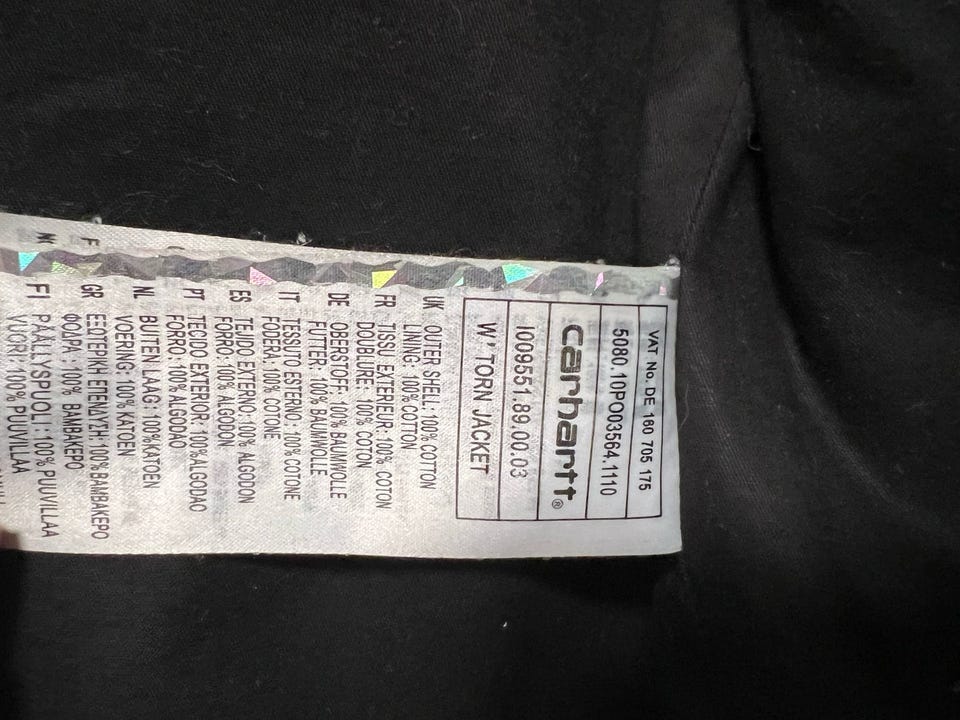 VAT No. DE 160 705 175
5080.10PO03564.1110
carhartt®
I009551.89.00.03
W' TORN JACKET
UK OUTER SHELL: 100% COTTON
LINING: 100% COTTON
FR TISSU EXTERIEUR: 100% COTON
DOUBLURE: 100% COTON
DE OBERSTOFF: 100% BAUMWOLLE
FUTTER: 100% BAUMWOLLE
IT TESSUTO ESTERNO: 100% COTONE
FODERA: 100% COTONE
ES TEJIDO EXTERNO: 100% ALGODON
FORRO: 100% ALGODON
PT TECIDO EXTERIOR: 100% ALGODAO
FORRO: 100% ALGODAO
NL BUITEN LAAG: 100% KATOEN
VOERING: 100% KATOEN
GR ΕΞΩΤΕΡΙΚΗ ΕΠΕΝΔΥΣΗ: 100% ΒΑΜΒΑΚΕΡΟ
ΦΟΔΡΑ: 100% ΒΑΜΒΑΚΕΡΟ
FI PÄÄLLYSPUOLI: 100% PUUVILLAA
VUORI: 100% PUUVILLAA